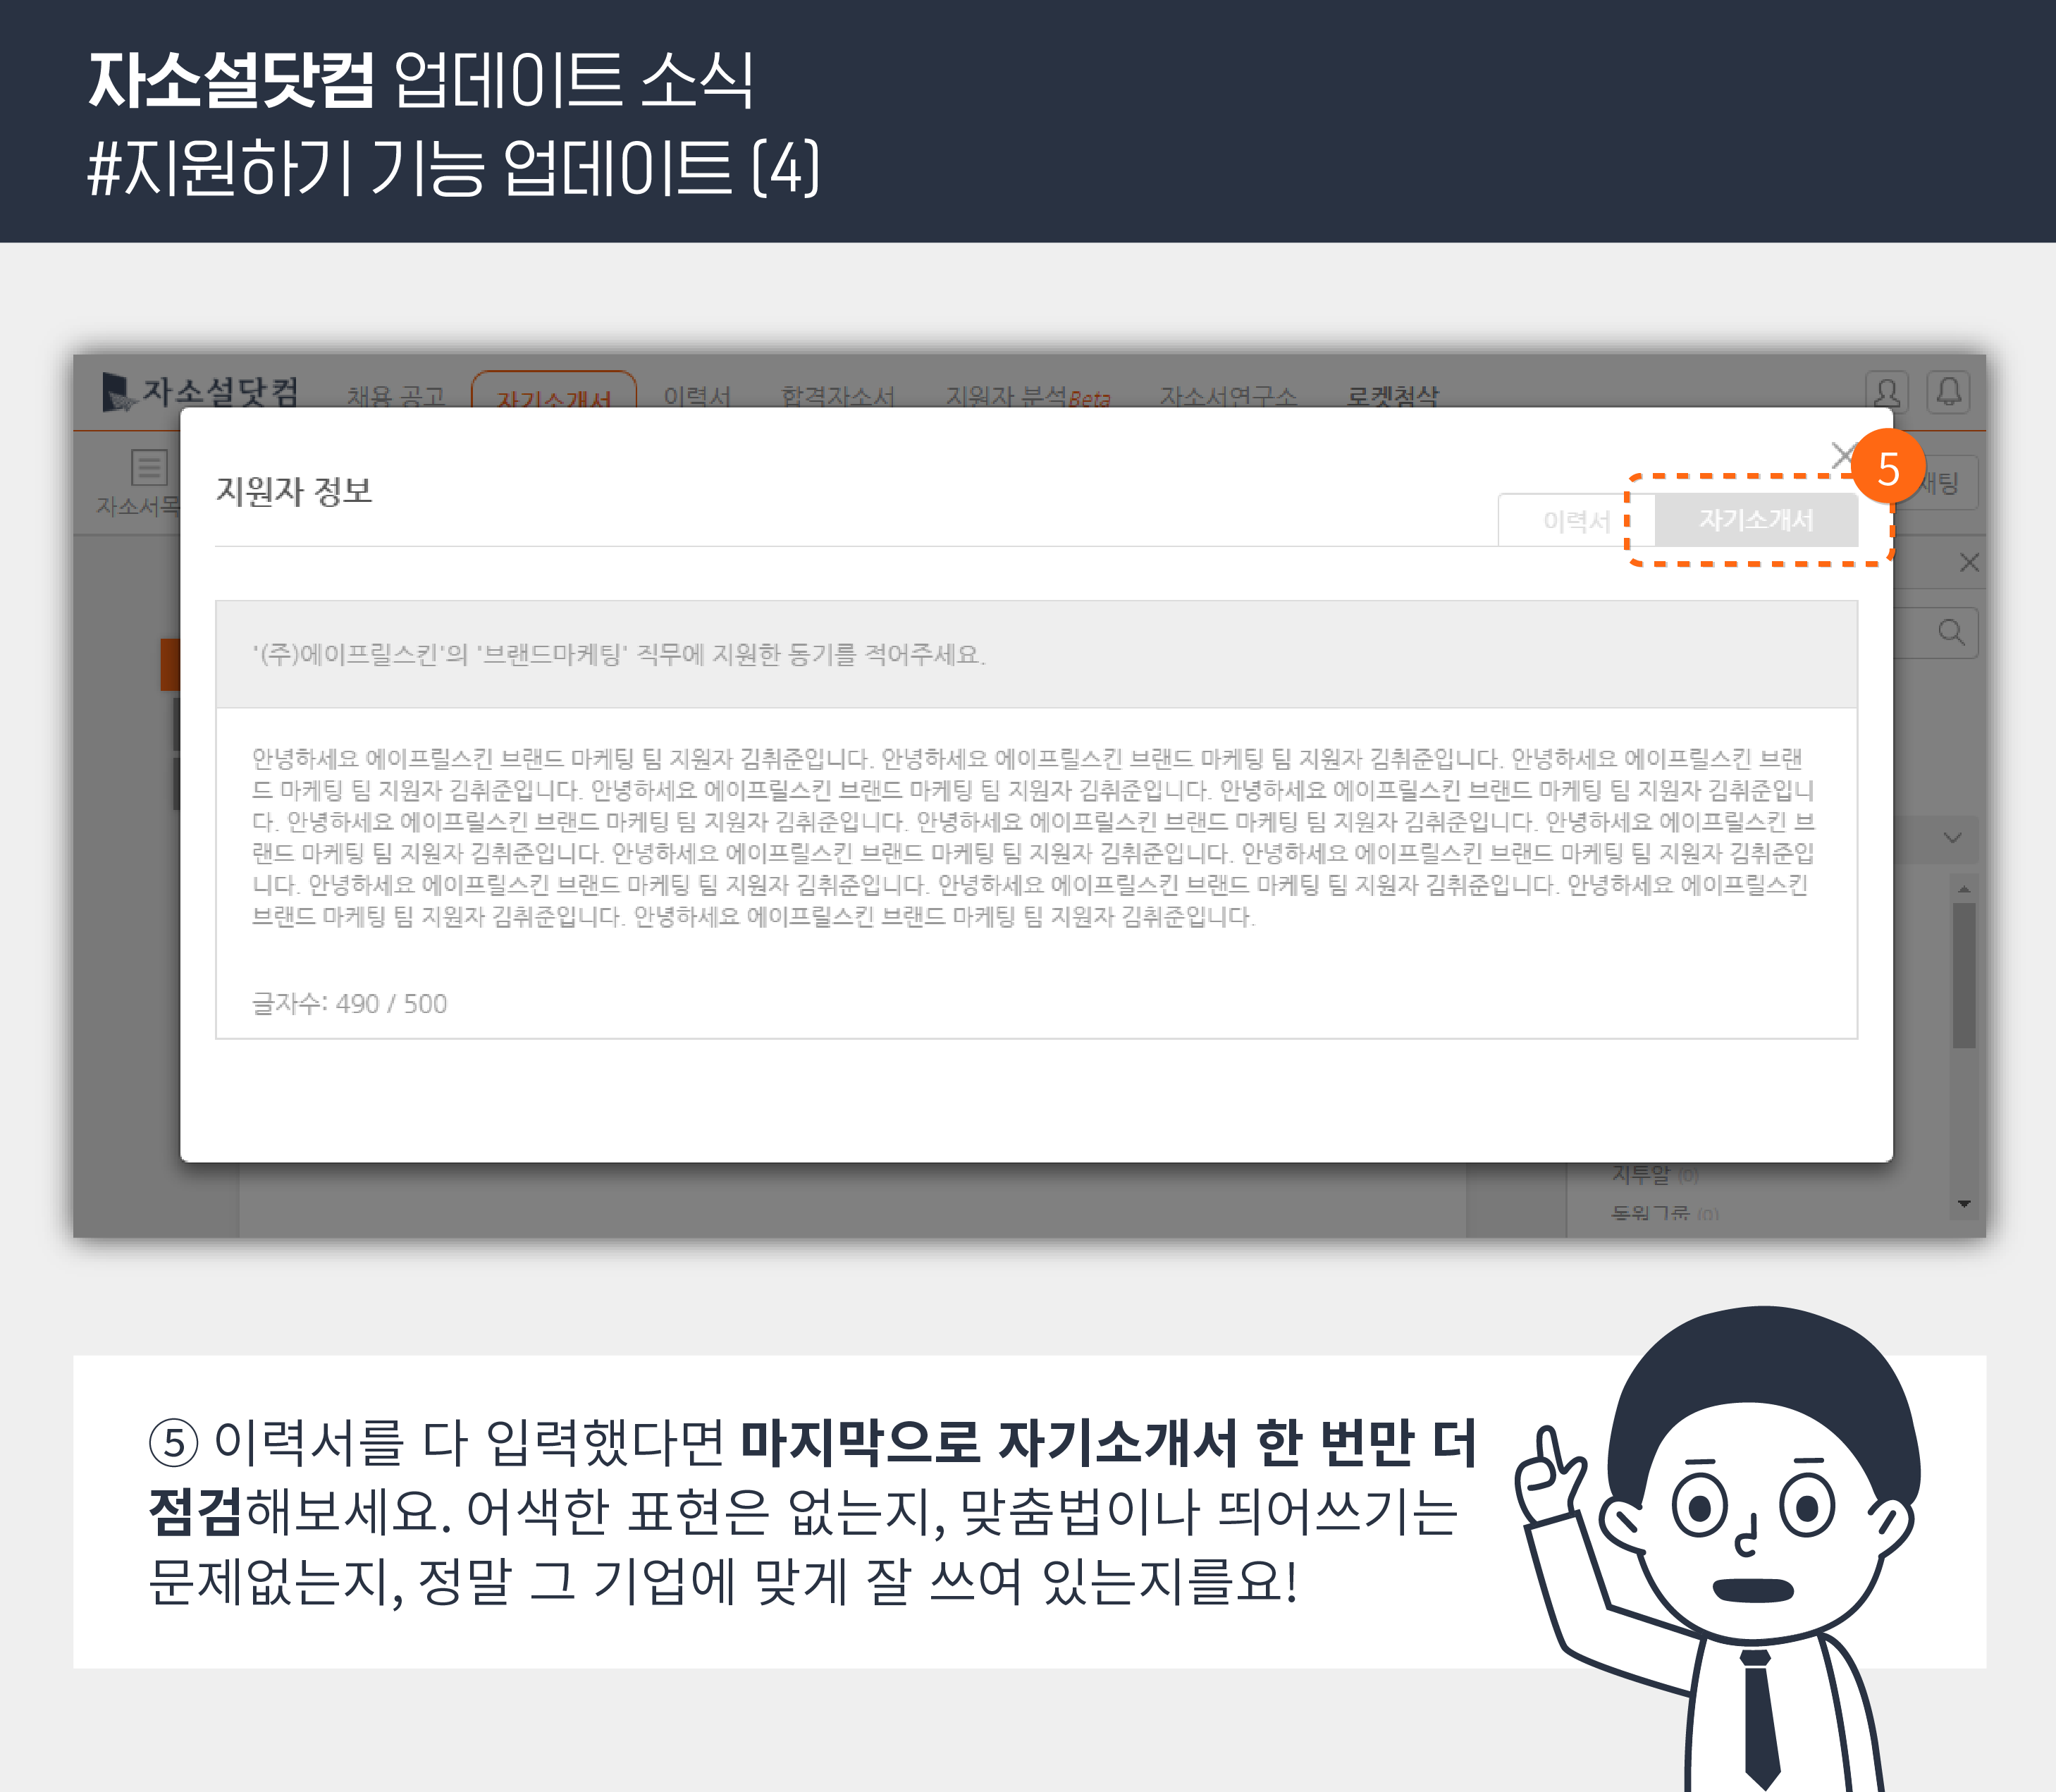 자소설닷컴 업데이트 소식
#지원하기 기능 업데이트 (4)
자소설닷컴 채용 공고 자기소개서 이력서 합격자소서 지원자 분석Beta 자소서연구소 로켓첨삭
자소서목
채팅
지원자 정보
이력서 자기소개서
5
'(주)에이프릴스킨'의 '브랜드마케팅' 직무에 지원한 동기를 적어주세요.
안녕하세요 에이프릴스킨 브랜드 마케팅 팀 지원자 김취준입니다. 안녕하세요 에이프릴스킨 브랜드 마케팅 팀 지원자 김취준입니다. 안녕하세요 에이프릴스킨 브랜
드 마케팅 팀 지원자 김취준입니다. 안녕하세요 에이프릴스킨 브랜드 마케팅 팀 지원자 김취준입니다. 안녕하세요 에이프릴스킨 브랜드 마케팅 팀 지원자 김취준입니
다. 안녕하세요 에이프릴스킨 브랜드 마케팅 팀 지원자 김취준입니다. 안녕하세요 에이프릴스킨 브랜드 마케팅 팀 지원자 김취준입니다. 안녕하세요 에이프릴스킨 브
랜드 마케팅 팀 지원자 김취준입니다. 안녕하세요 에이프릴스킨 브랜드 마케팅 팀 지원자 김취준입니다. 안녕하세요 에이프릴스킨 브랜드 마케팅 팀 지원자 김취준입
니다. 안녕하세요 에이프릴스킨 브랜드 마케팅 팀 지원자 김취준입니다. 안녕하세요 에이프릴스킨 브랜드 마케팅 팀 지원자 김취준입니다. 안녕하세요 에이프릴스킨
브랜드 마케팅 팀 지원자 김취준입니다. 안녕하세요 에이프릴스킨 브랜드 마케팅 팀 지원자 김취준입니다.
글자수: 490 / 500
지투알 (0)
동원그룹 (0)
⑤ 이력서를 다 입력했다면 마지막으로 자기소개서 한 번만 더
점검해보세요. 어색한 표현은 없는지, 맞춤법이나 띄어쓰기는
문제없는지, 정말 그 기업에 맞게 잘 쓰여 있는지를요!